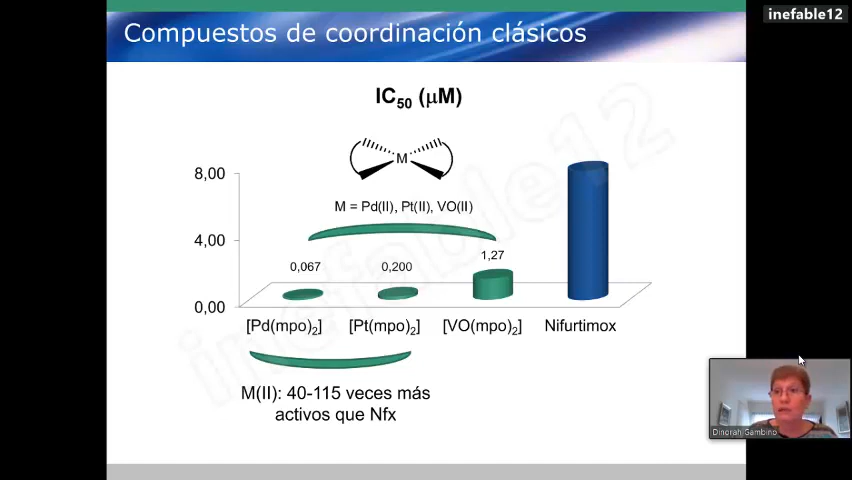 inefable12
Compuestos de coordinación clásicos
IC50 (µM)
M
M = Pd(II), Pt(II), VO(II)
8,00
4,00
0,00
0,067
0,200
1,27
[Pd(mpo)2]
[Pt(mpo)2]
[VO(mpo)2]
Nifurtimox
M(II): 40-115 veces más
activos que Nfx
inefable12
Dinorah Gambino